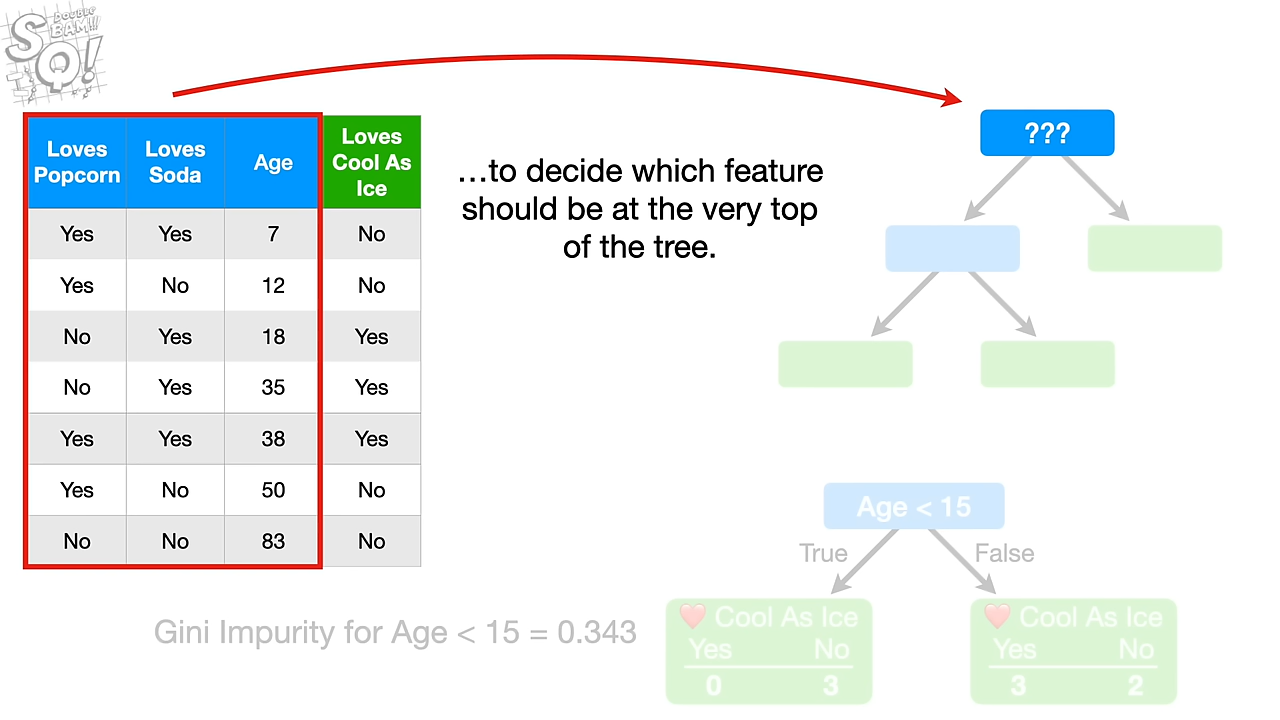 DOUBLE
BAM!!!
SQ!
Loves Popcorn Loves Soda Age Loves Cool As Ice
Yes Yes 7 No
Yes No 12 No
No Yes 18 Yes
No Yes 35 Yes
Yes Yes 38 Yes
Yes No 50 No
No No 83 No
…to decide which feature
should be at the very top
of the tree.
???
Age < 15
True False
Gini Impurity for Age < 15 = 0.343
❤️ Cool As Ice
Yes No
0 3
❤️ Cool As Ice
Yes No
3 2